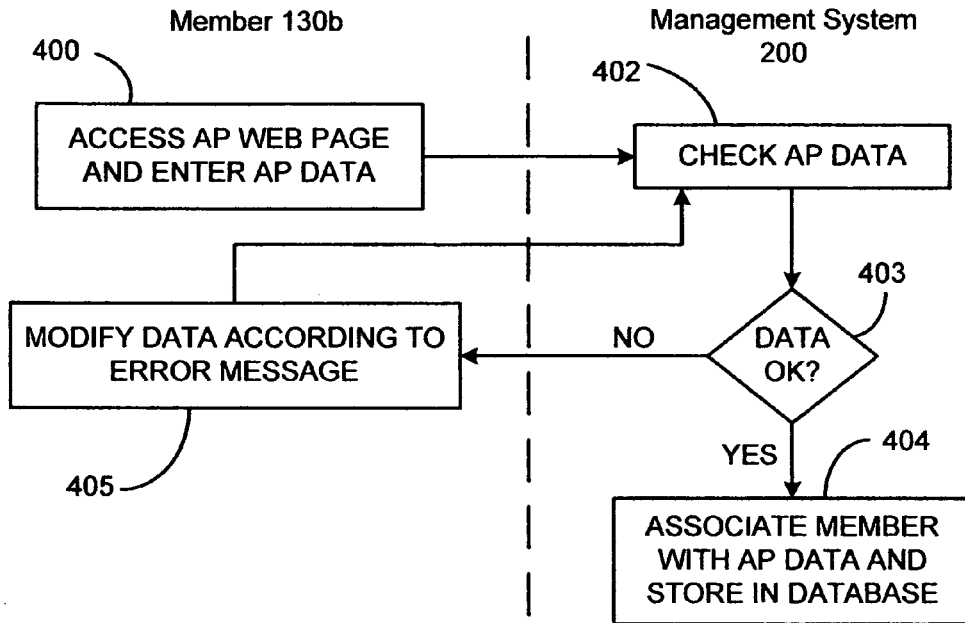 Member 130b
Management System
200
400
402
ACCESS AP WEB PAGE
AND ENTER AP DATA
CHECK AP DATA
403
MODIFY DATA ACCORDING TO
ERROR MESSAGE
NO
DATA
OK?
405
YES
404
ASSOCIATE MEMBER
WITH AP DATA AND
STORE IN DATABASE